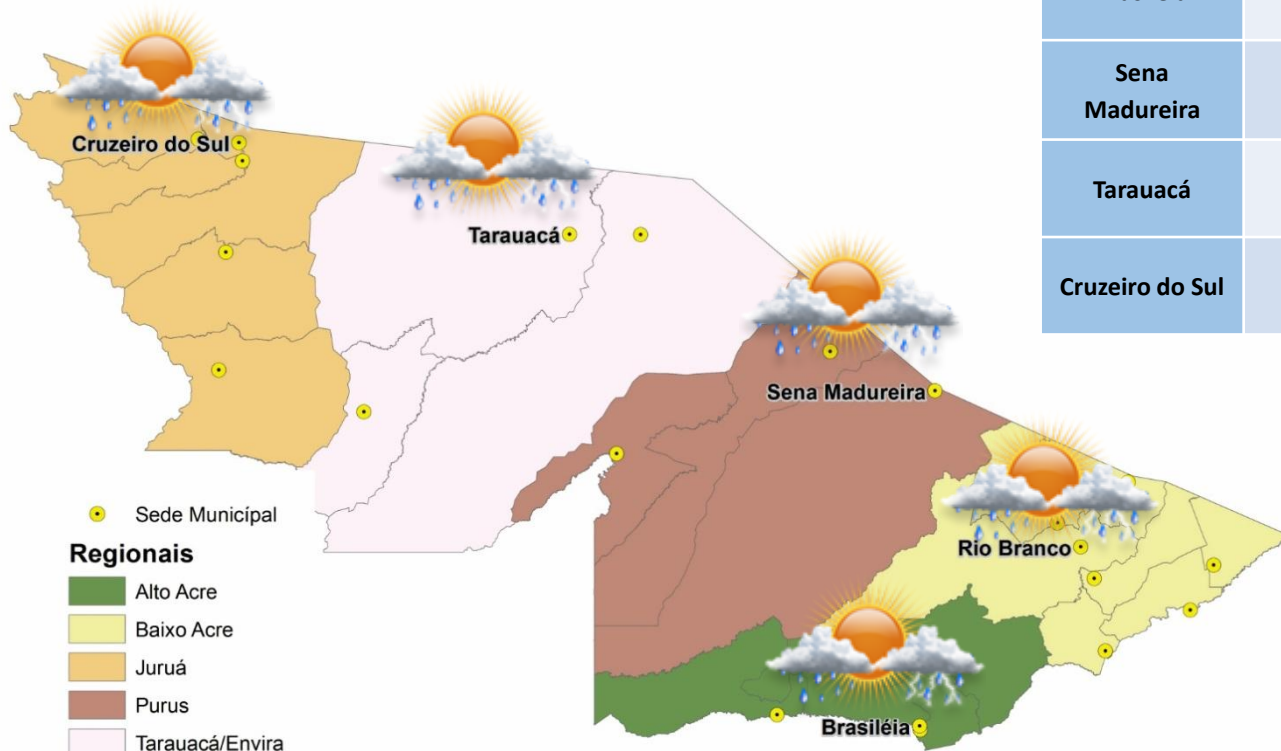 Sena
Madureira
Tarauacá
Cruzeiro do Sul
Cruzeiro do Sul
Tarauacá
Sena Madureira
Rio Branco
Brasiléia
Sede Municípal
Regionais
Alto Acre
Baixo Acre
Juruá
Purus
Tarauacá/Envira